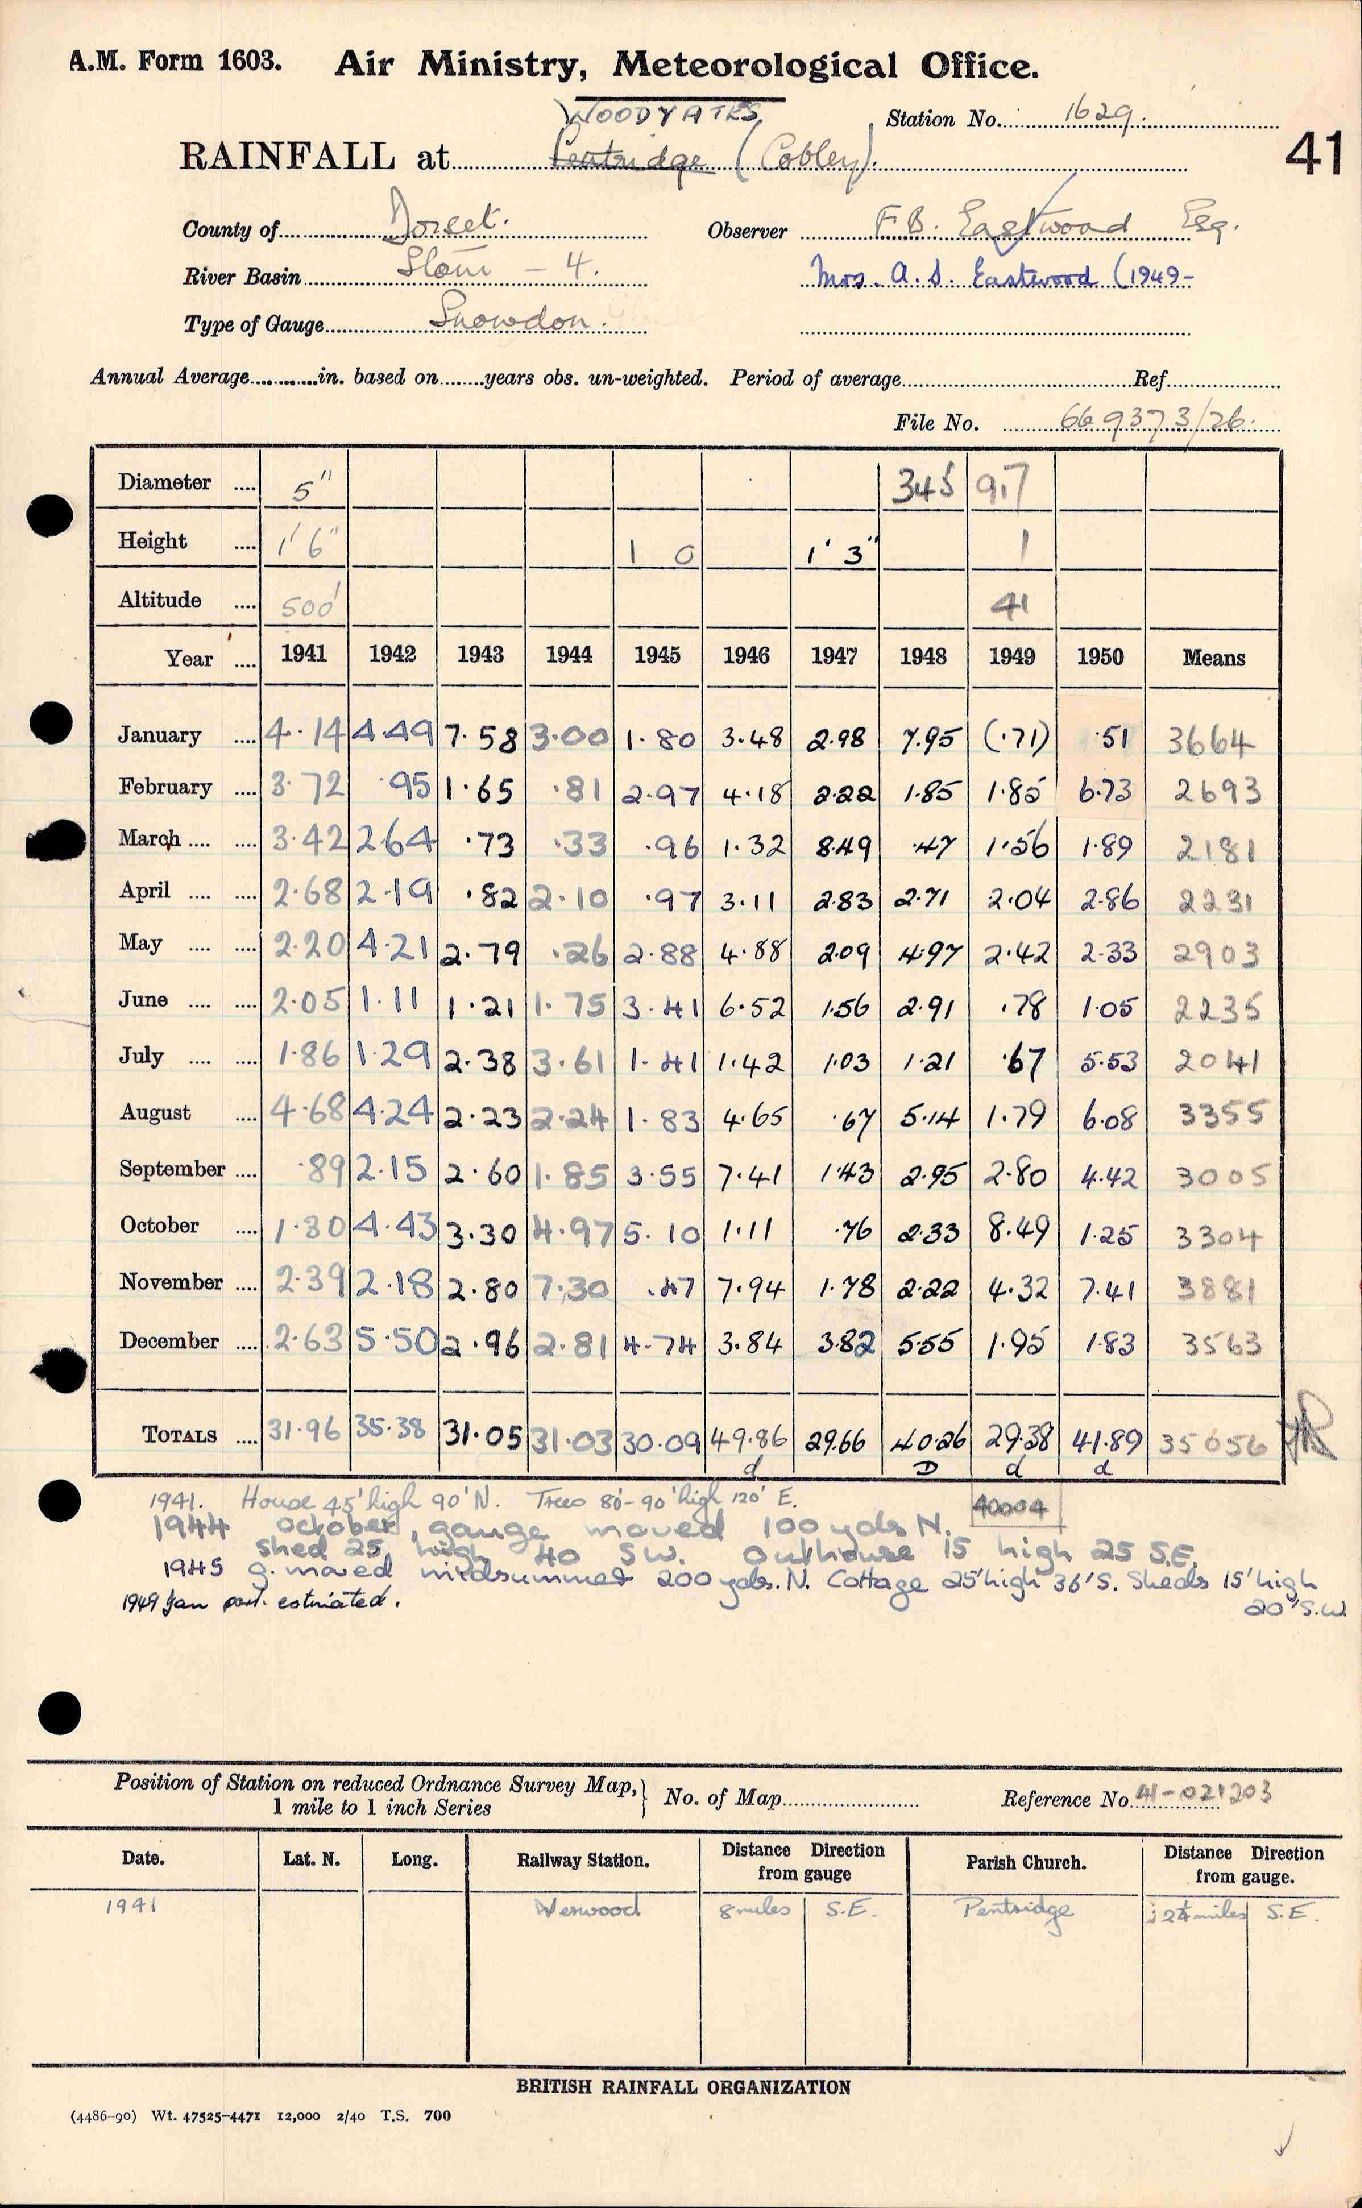 A.M. Form 1603. Air Ministry, Meteorological Office.
WOODYATES Station No. 1629.
RAINFALL at Pentridge (Cobley). 41
County of Dorset. Observer F.B. Eastwood Esq.
River Basin Stour - 4. Mrs. A. S. Eastwood (1949-
Type of Gauge Snowdon.
Annual Average in. based on years obs. un-weighted. Period of average Ref.
File No. 669373/26.
Diameter .... 5" 345 97
Height .... 1'6" 1 0 1' 3" 1
Altitude .... 500' 41
Year .... 1941 1942 1943 1944 1945 1946 1947 1948 1949 1950 Means
January .... 4.14 4.49 7.58 3.00 1.80 3.48 2.98 7.95 (.71) .51 3664
February .... 3.72 .95 1.65 .81 2.97 4.18 2.22 1.85 1.85 6.73 2693
March .... .... 3.42 2.64 .73 .33 .96 1.32 8.49 .47 1.56 1.89 2181
April .... .... 2.68 2.19 .82 2.10 .97 3.11 2.83 2.71 2.04 2.86 2231
May .... .... 2.20 4.21 2.79 .26 2.88 4.88 2.09 4.97 2.42 2.33 2903
June .... .... 2.05 1.11 1.21 1.75 3.41 6.52 1.56 2.91 .78 1.05 2235
July .... .... 1.86 1.29 2.38 3.61 1.41 1.42 1.03 1.21 .67 5.53 2041
August .... 4.68 4.24 2.23 2.24 1.83 4.65 .67 5.14 1.79 6.08 3355
September .... .89 2.15 2.60 1.85 3.55 7.41 1.43 2.95 2.80 4.42 3005
October .... 1.30 4.43 3.30 4.97 5.10 1.11 .76 2.33 8.49 1.25 3304
November .... 2.39 2.18 2.80 7.30 .47 7.94 1.78 2.22 4.32 7.41 3881
December .... 2.63 5.50 2.96 2.81 4.74 3.84 3.82 5.55 1.95 1.83 3563
TOTALS .... 31.96 35.38 31.05 31.03 30.09 49.86 29.66 40.26 29.38 41.89 35056
d D d d
1941. House 45' high 90' N. Trees 80'-90' high 120' E. 40004
1944 October, gauge moved 100 yds N.
Shed 25 high 40 SW. Outhouse 15 high 25 S.E.
1945 g. moved midsummer 200 yds. N. Cottage 25' high 36' S. Sheds 15' high
20' S.W.
1949 Jan part. estimated.
Position of Station on reduced Ordnance Survey Map, 1 mile to 1 inch Series } No. of Map Reference No. 41-021203
Date. Lat. N. Long. Railway Station. Distance Direction from gauge Parish Church. Distance Direction from gauge.
1941 Verwood 8 miles S.E. Pentridge 2¼ miles S.E.
BRITISH RAINFALL ORGANIZATION
(4486-90) Wt. 47525-4471 12,000 2/40 T.S. 700